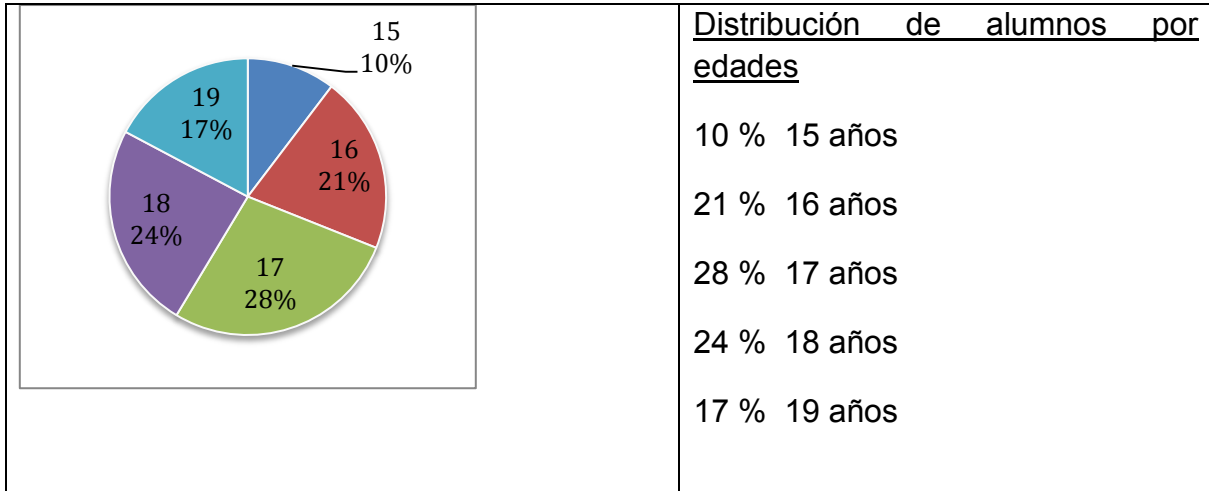 15
10%
16
21%
17
28%
18
24%
19
17%
Distribución de alumnos por
edades
10 % 15 años
21 % 16 años
28 % 17 años
24 % 18 años
17 % 19 años